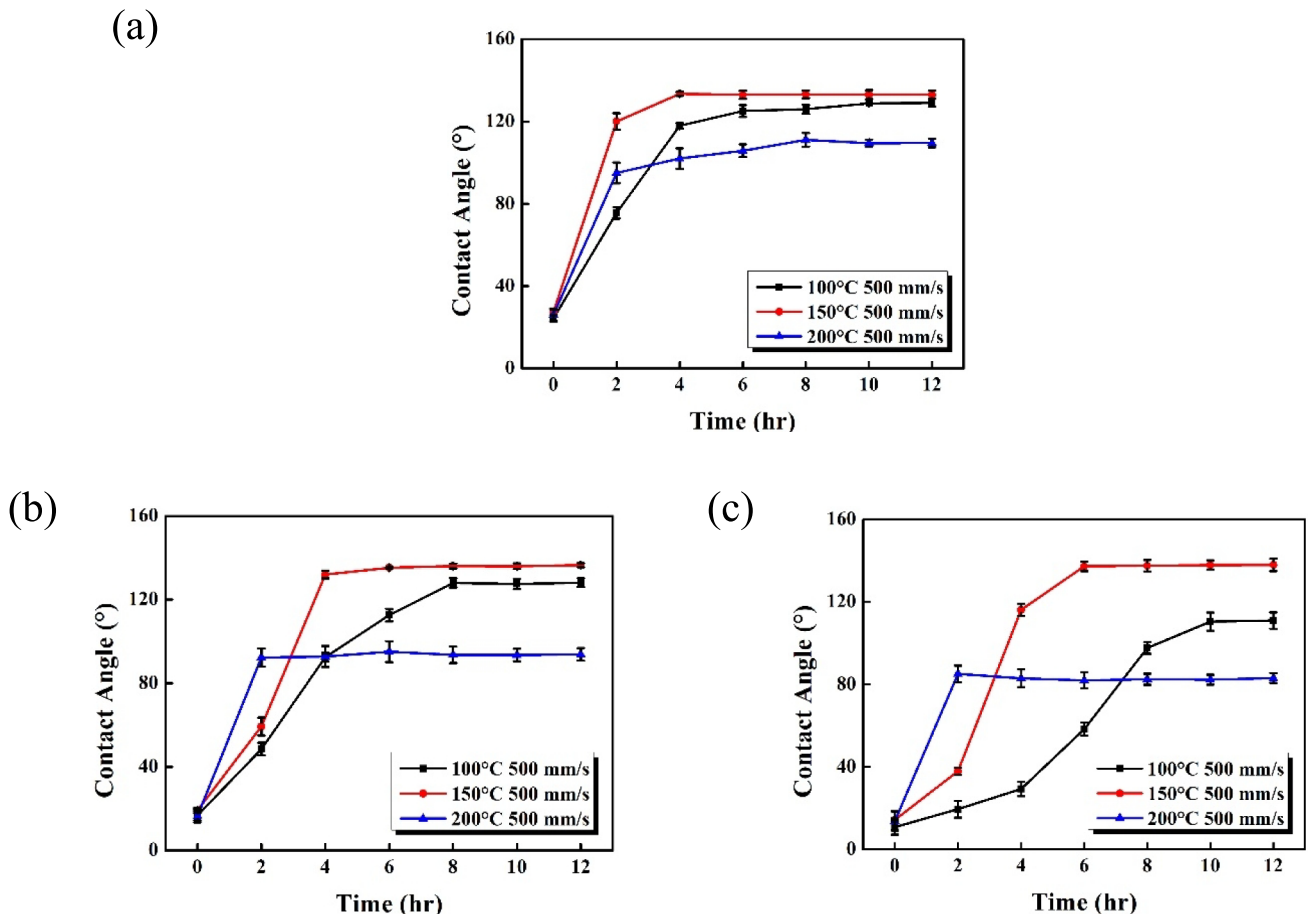 (a)
160
120
80
40
0
Contact Angle (°)
100°C 500 mm/s
150°C 500 mm/s
200°C 500 mm/s
0 2 4 6 8 10 12
Time (hr)
(b)
160
120
80
40
0
Contact Angle (°)
100°C 500 mm/s
150°C 500 mm/s
200°C 500 mm/s
0 2 4 6 8 10 12
Time (hr)
(c)
160
120
80
40
0
Contact Angle (°)
100°C 500 mm/s
150°C 500 mm/s
200°C 500 mm/s
0 2 4 6 8 10 12
Time (hr)